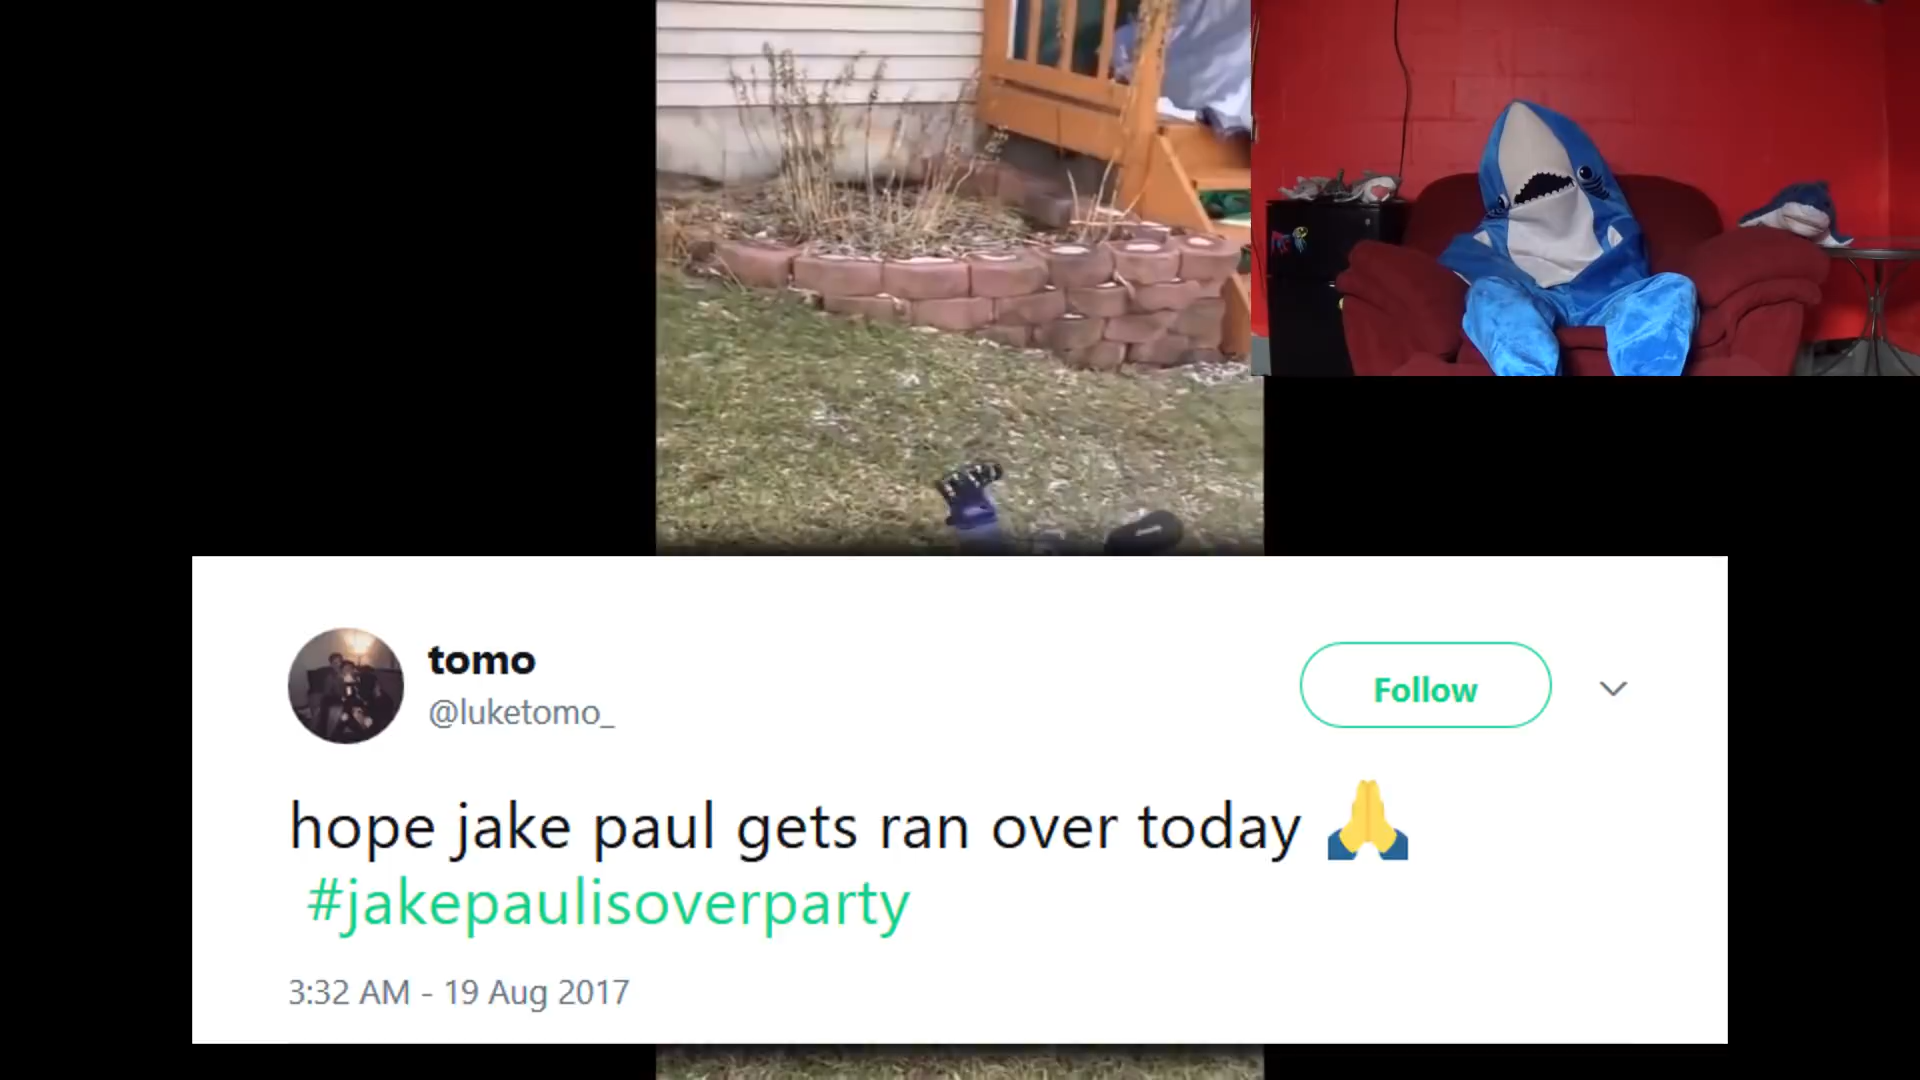 tomo
@luketomo_
Follow
hope jake paul gets ran over today 🙏
#jakepaulisoverparty
3:32 AM - 19 Aug 2017